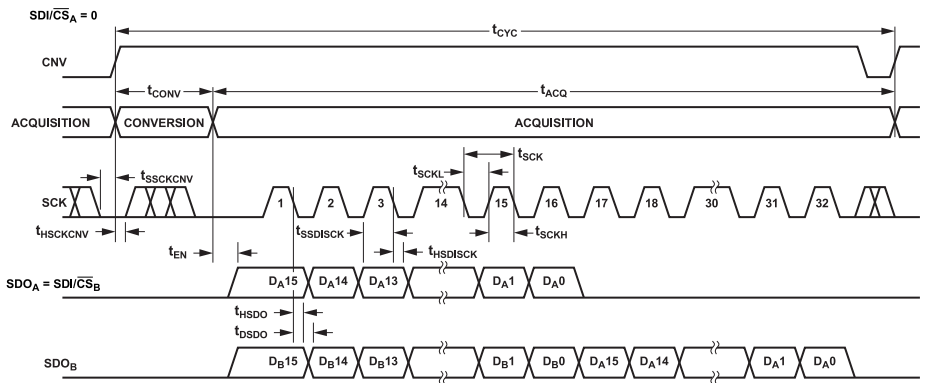 SDI/CS_A = 0
t_CYC
CNV
t_CONV
t_ACQ
ACQUISITION CONVERSION ACQUISITION
t_SCK
t_SSCKCNV
t_SCKL
SCK 1 2 3 14 15 16 17 18 30 31 32
t_HSCKCNV
t_SSDISCK
t_SCKH
t_EN
t_HSDISCK
SDO_A = SDI/CS_B D_A15 D_A14 D_A13 D_A1 D_A0
t_HSDO
t_DSDO
SDO_B D_B15 D_B14 D_B13 D_B1 D_B0 D_A15 D_A14 D_A1 D_A0